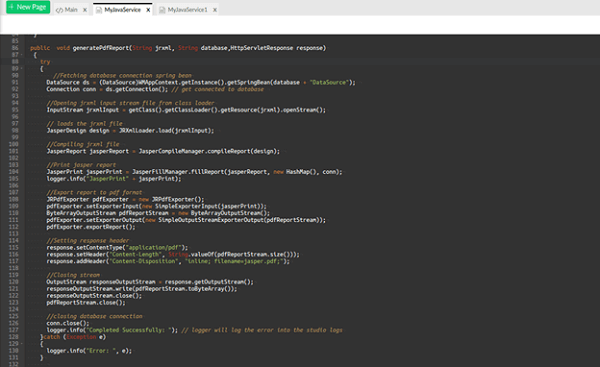 + New Page
Main x
MyJavaService x
MyJavaService1 x
85
86 public void generatePdfReport(String jrxml, String database,HttpServletResponse response)
87 {
88 try
89 {
90 //Fetching database connection spring bean
91 DataSource ds = (DataSource)WMAppContext.getInstance().getSpringBean(database + "DataSource");
92 Connection conn = ds.getConnection(); // get connected to database
93
94 //Opening jrxml input stream file from class loader
95 InputStream jrxmlInput = getClass().getClassLoader().getResource(jrxml).openStream();
96
97 // loads the jrxml file
98 JasperDesign design = JRXmlLoader.load(jrxmlInput);
99
100 //Compiling jrxml file
101 JasperReport jasperReport = JasperCompileManager.compileReport(design);
102
103 //Print jasper report
104 JasperPrint jasperPrint = JasperFillManager.fillReport(jasperReport, new HashMap(), conn);
105 logger.info("JasperPrint" + jasperPrint);
106
107 //Export report to pdf format
108 JRPdfExporter pdfExporter = new JRPdfExporter();
109 pdfExporter.setExporterInput(new SimpleExporterInput(jasperPrint));
110 ByteArrayOutputStream pdfReportStream = new ByteArrayOutputStream();
111 pdfExporter.setExporterOutput(new SimpleOutputStreamExporterOutput(pdfReportStream));
112 pdfExporter.exportReport();
113
114 //Setting response header
115 response.setContentType("application/pdf");
116 response.setHeader("Content-Length", String.valueOf(pdfReportStream.size()));
117 response.addHeader("Content-Disposition", "inline; filename=jasper.pdf;");
118
119 //Closing stream
120 OutputStream responseOutputStream = response.getOutputStream();
121 responseOutputStream.write(pdfReportStream.toByteArray());
122 responseOutputStream.close();
123 pdfReportStream.close();
124
125 //closing database connection
126 conn.close();
127 logger.info("Completed Successfully: "); // logger will log the error into the studio logs
128 }catch (Exception e)
129 {
130 logger.info("Error: ", e);
131 }
132